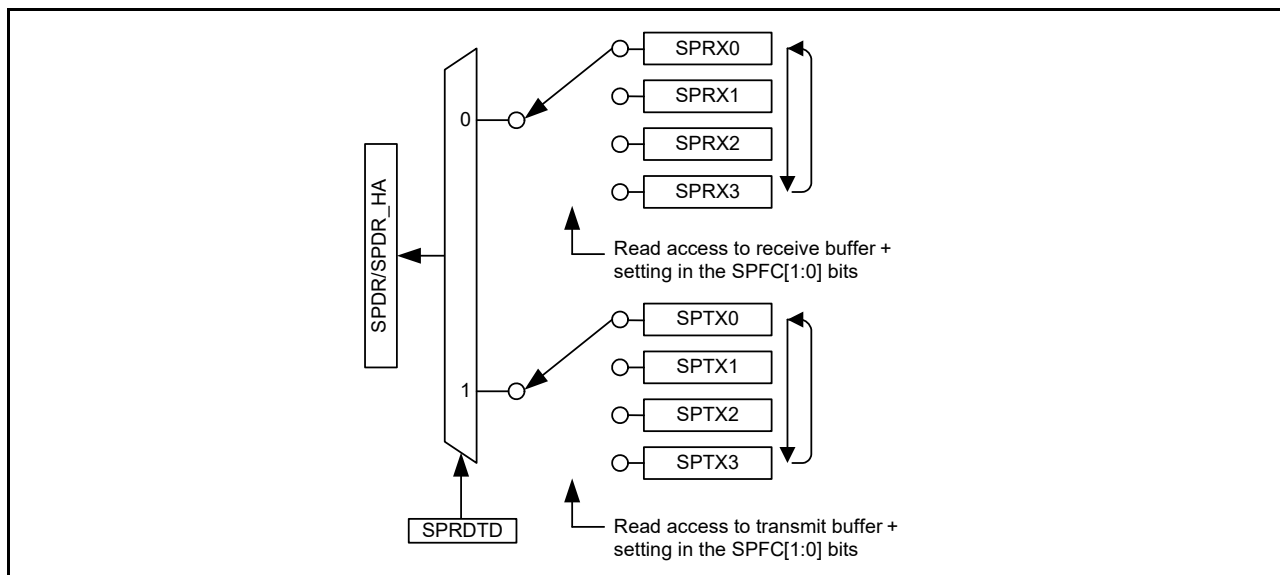 SPRX0
SPRX1
0
SPRX2
SPRX3
SPDR/SPDR_HA
Read access to receive buffer +
setting in the SPFC[1:0] bits
SPTX0
SPTX1
1
SPTX2
SPTX3
SPRDTD
Read access to transmit buffer +
setting in the SPFC[1:0] bits